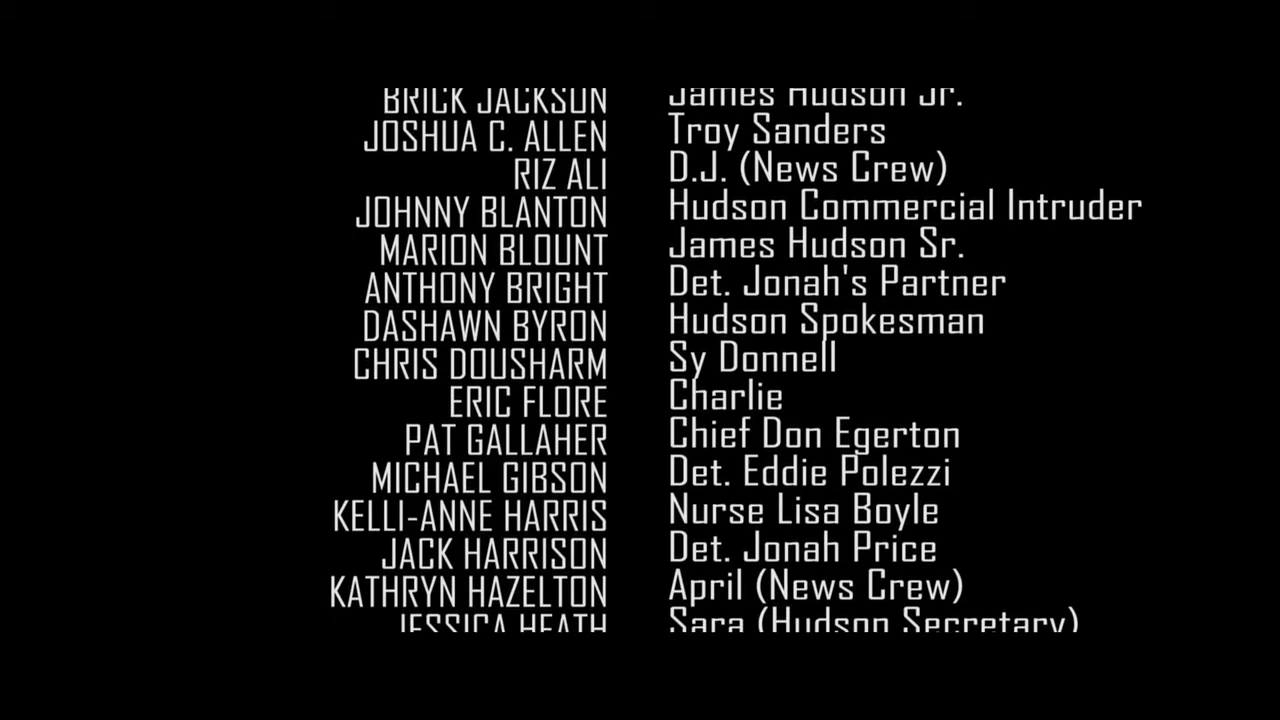 BRICK JACKSON James Hudson Jr.
JOSHUA C. ALLEN Troy Sanders
RIZ ALI D.J. (News Crew)
JOHNNY BLANTON Hudson Commercial Intruder
MARION BLOUNT James Hudson Sr.
ANTHONY BRIGHT Det. Jonah's Partner
DASHAWN BYRON Hudson Spokesman
CHRIS DOUSHARM Sy Donnell
ERIC FLORE Charlie
PAT GALLAHER Chief Don Egerton
MICHAEL GIBSON Det. Eddie Polezzi
KELLI-ANNE HARRIS Nurse Lisa Boyle
JACK HARRISON Det. Jonah Price
KATHRYN HAZELTON April (News Crew)
JESSICA HEATH Sara (Hudson Secretary)